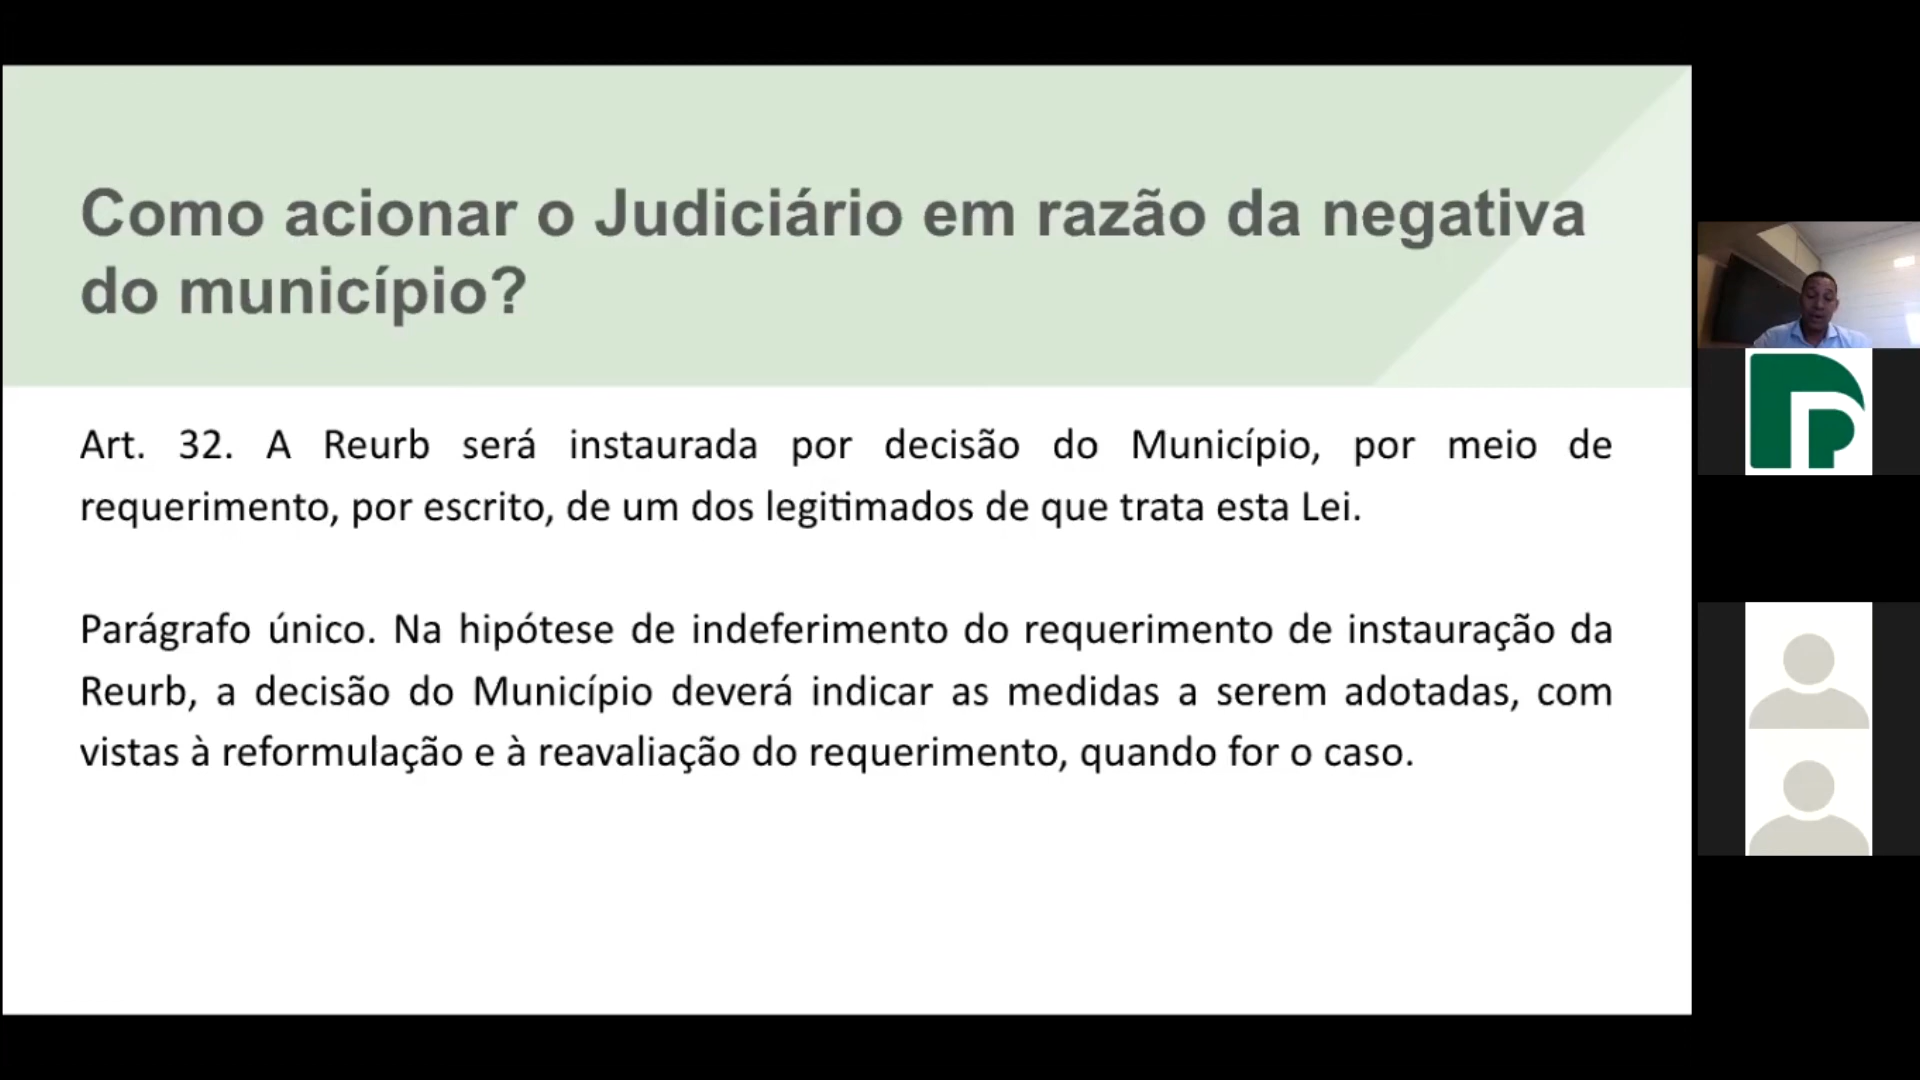 Como acionar o Judiciário em razão da negativa
do município?
Art. 32. A Reurb será instaurada por decisão do Município, por meio de
requerimento, por escrito, de um dos legitimados de que trata esta Lei.
Parágrafo único. Na hipótese de indeferimento do requerimento de instauração da
Reurb, a decisão do Município deverá indicar as medidas a serem adotadas, com
vistas à reformulação e à reavaliação do requerimento, quando for o caso.